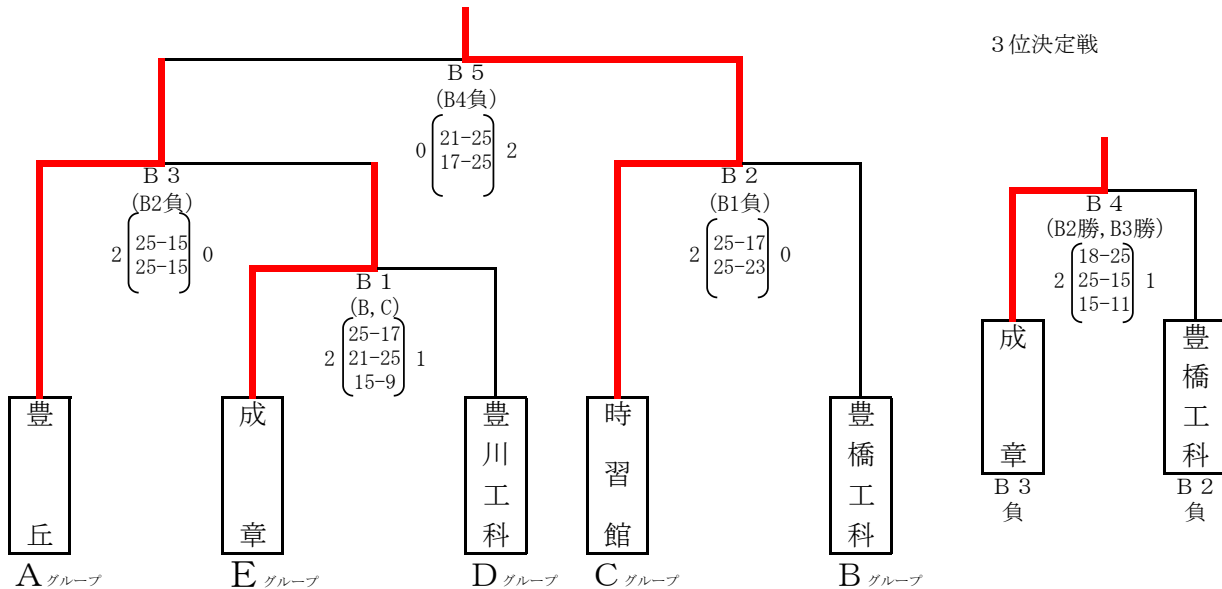 3位決定戦
B5
(B4負)
0 21-25 2
17-25
B3
(B2負)
2 25-15 0
25-15
B2
(B1負)
2 25-17 0
25-23
B4
(B2勝,B3勝)
18-25
2 25-15 1
15-11
B1
(B,C)
25-17
2 21-25 1
15-9
豊丘
成章
豊川工科
時習館
豊橋工科
成章
豊橋工科
B3
負
B2
負
Aグループ
Eグループ
Dグループ
Cグループ
Bグループ